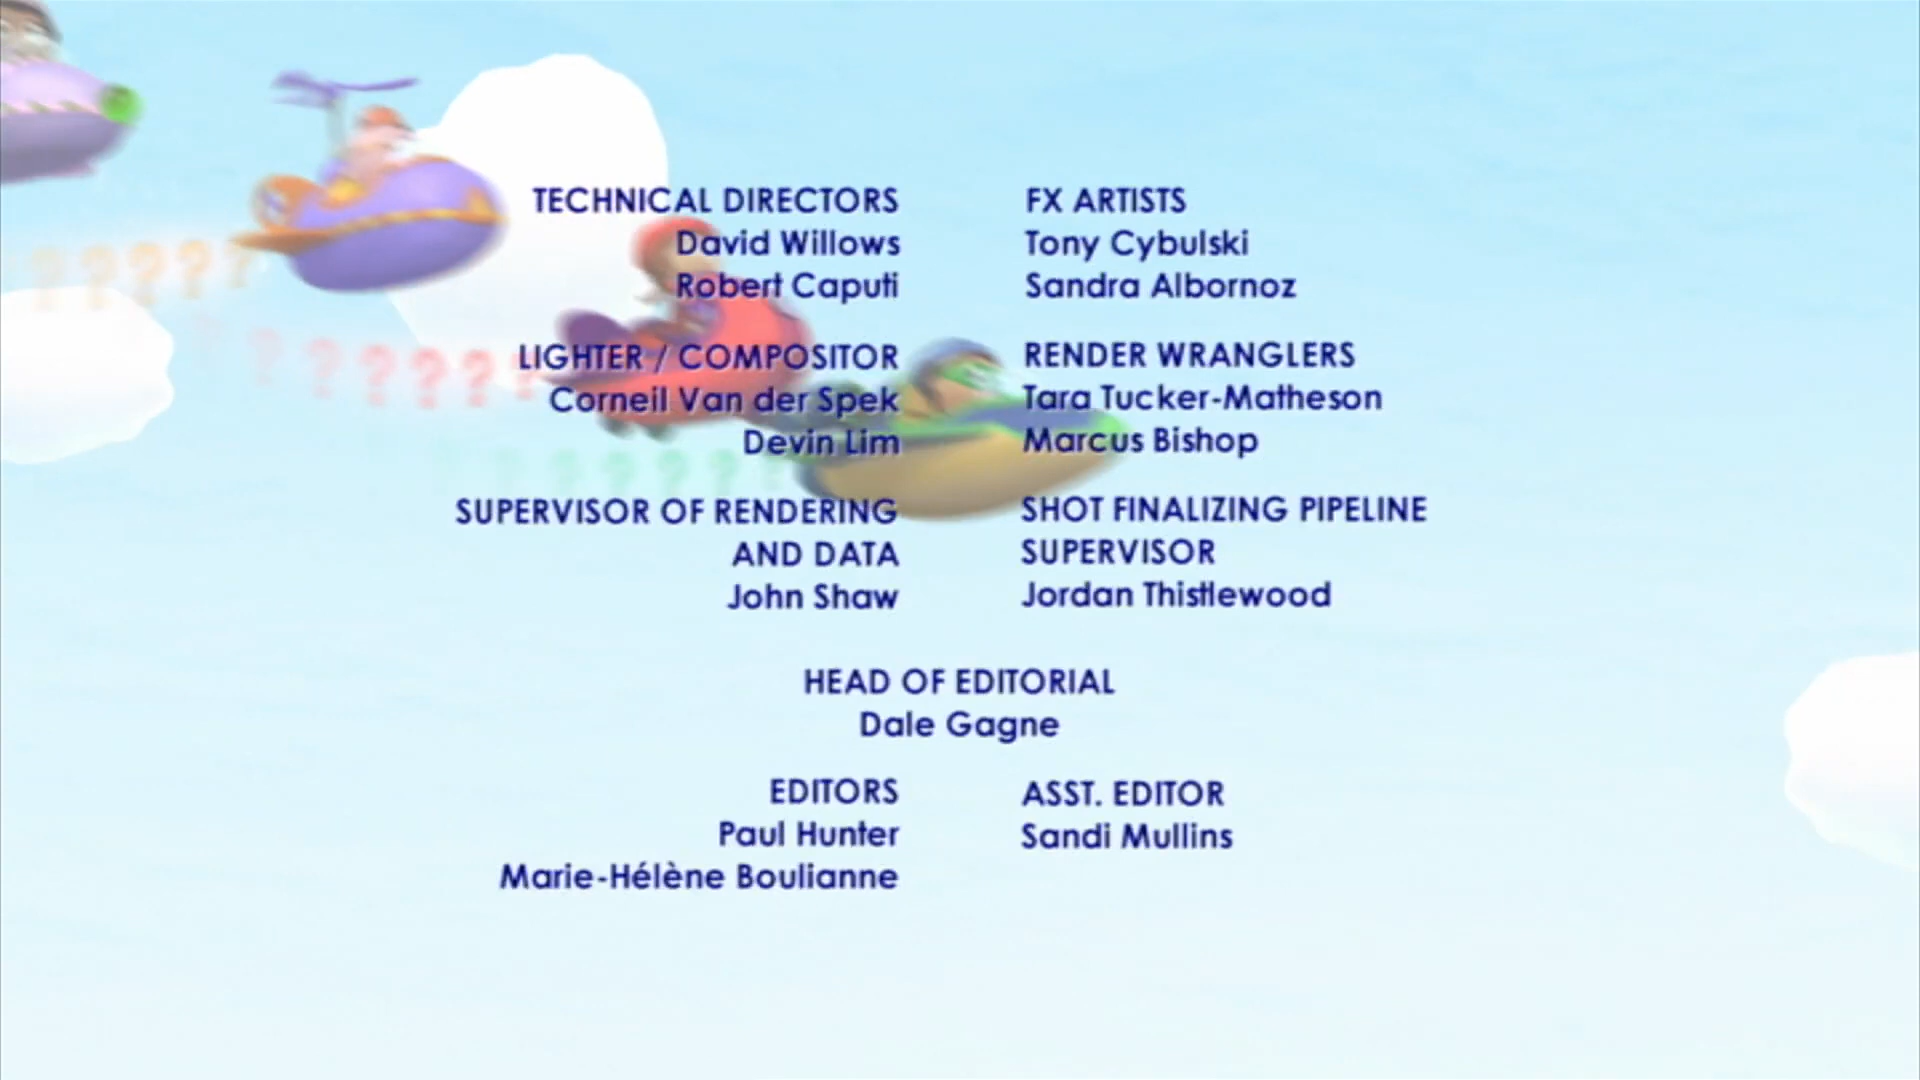 TECHNICAL DIRECTORS
David Willows
Robert Caputi
FX ARTISTS
Tony Cybulski
Sandra Albornoz
LIGHTER / COMPOSITOR
Corneil Van der Spek
Devin Lim
RENDER WRANGLERS
Tara Tucker-Matheson
Marcus Bishop
SUPERVISOR OF RENDERING
AND DATA
John Shaw
SHOT FINALIZING PIPELINE
SUPERVISOR
Jordan Thistlewood
HEAD OF EDITORIAL
Dale Gagne
EDITORS
Paul Hunter
Marie-Hélène Boulianne
ASST. EDITOR
Sandi Mullins